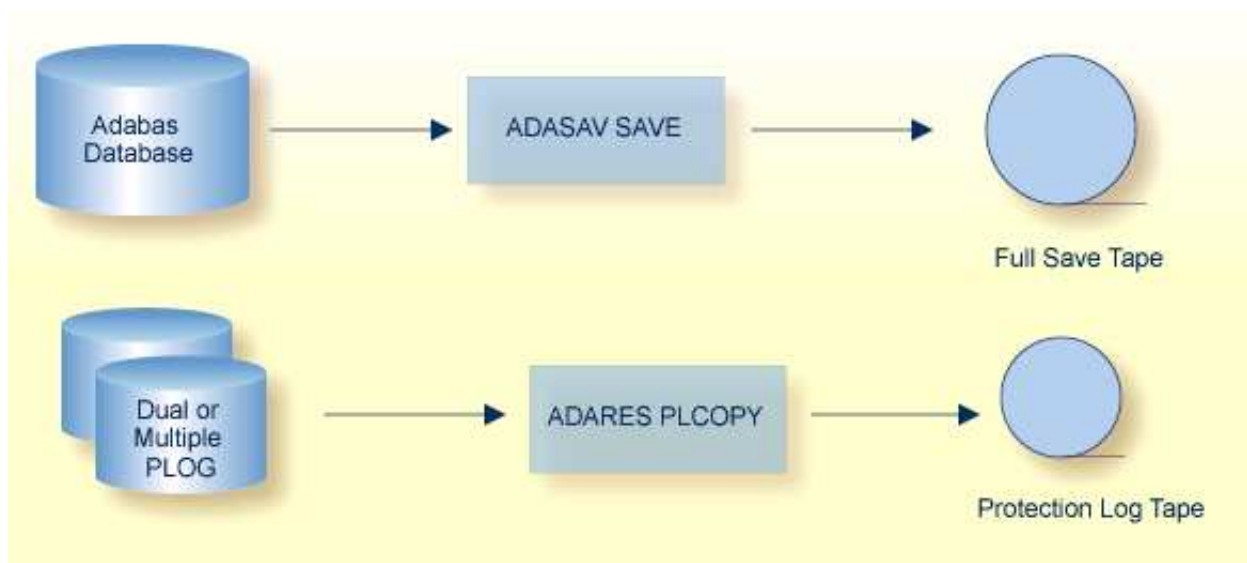 Adabas
Database
ADASAV SAVE
Full Save Tape
Dual or
Multiple
PLOG
ADARES PLCOPY
Protection Log Tape